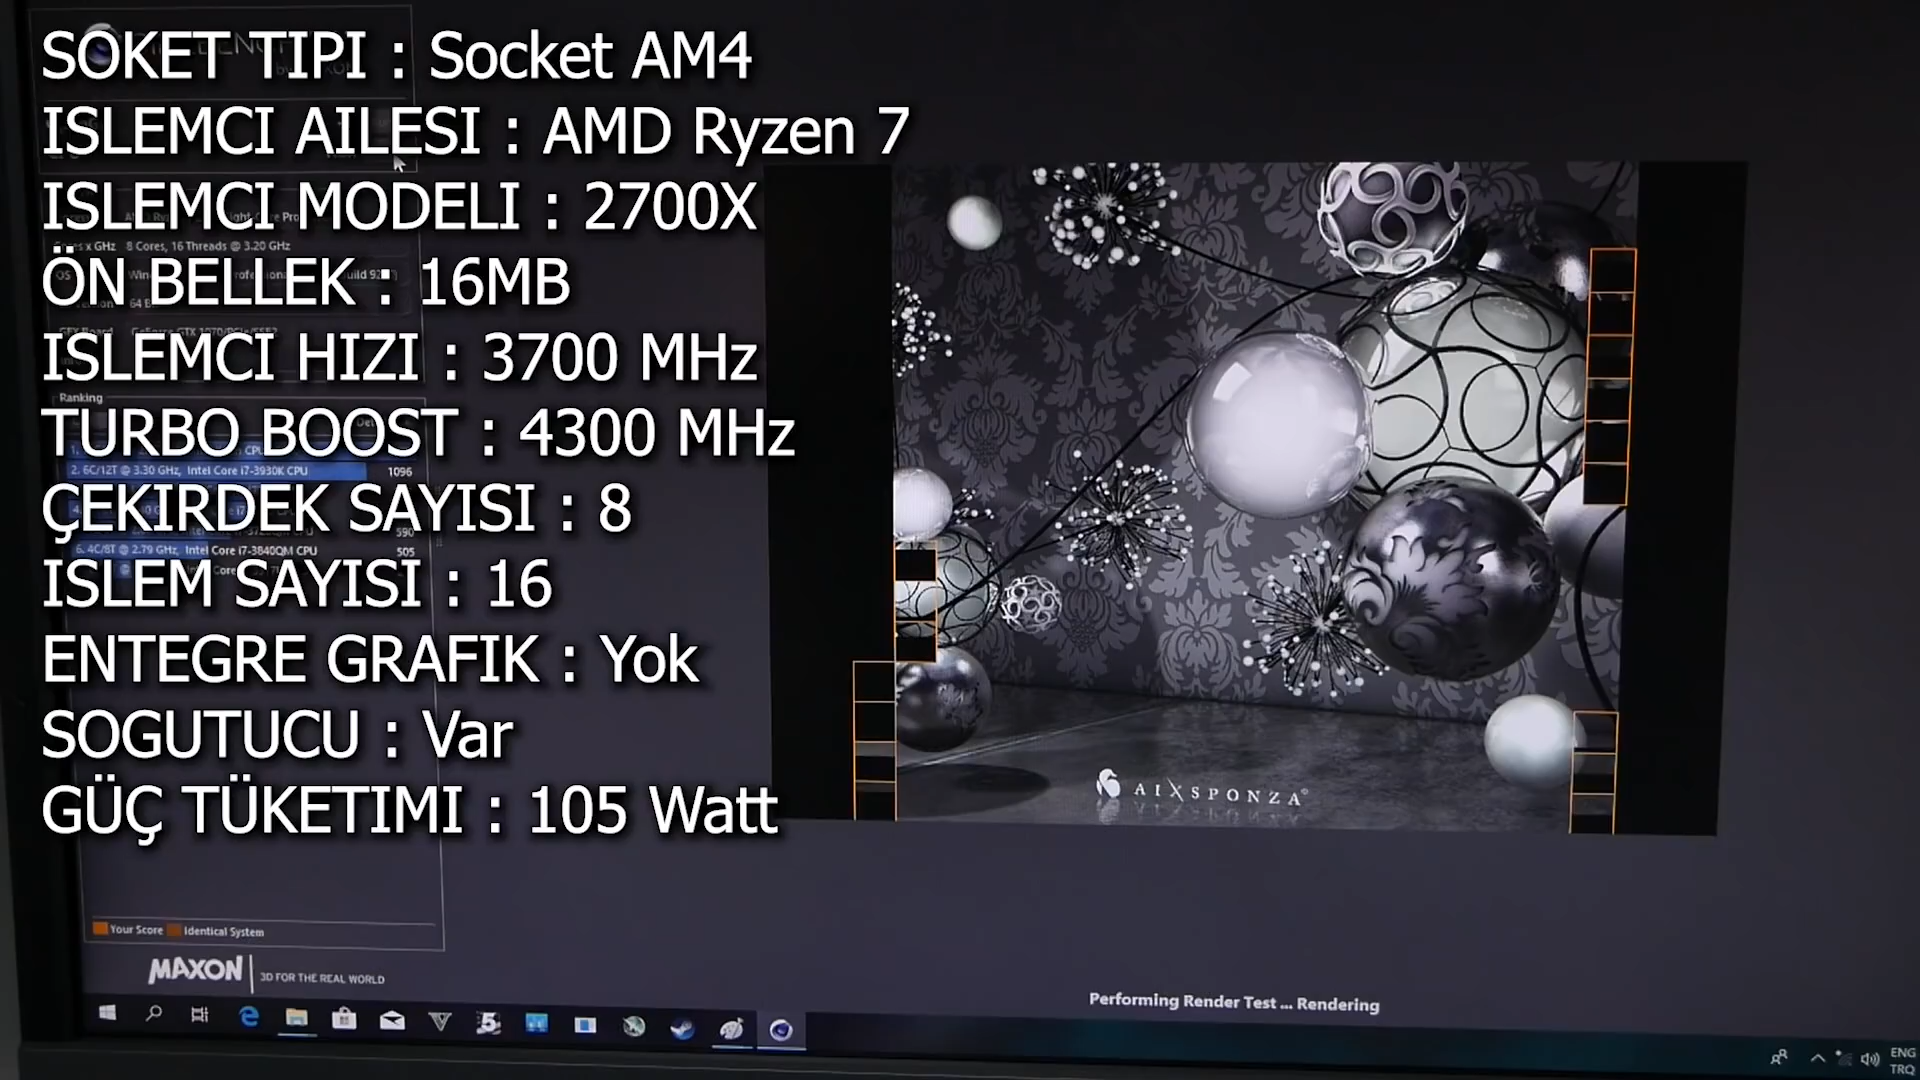 SOKET TIPI : Socket AM4
ISLEMCI AILESI : AMD Ryzen 7
ISLEMCI MODELI : 2700X
ÖN BELLEK : 16MB
ISLEMCI HIZI : 3700 MHz
TURBO BOOST : 4300 MHz
ÇEKIRDEK SAYISI : 8
ISLEM SAYISI : 16
ENTEGRE GRAFIK : Yok
SOGUTUCU : Var
GÜÇ TÜKETIMI : 105 Watt
8 Cores, 16 Threads @ 3.20 GHz
Ranking
2. 6C/12T @ 3.30 GHz, Intel Core i7-3930K CPU 1096
590
6. 4C/8T @ 2.79 GHz, Intel Core i7-3840QM CPU 505
Your Score Identical System
MAXON 3D FOR THE REAL WORLD
AIXSPONZA
Performing Render Test ... Rendering
ENG
TRQ